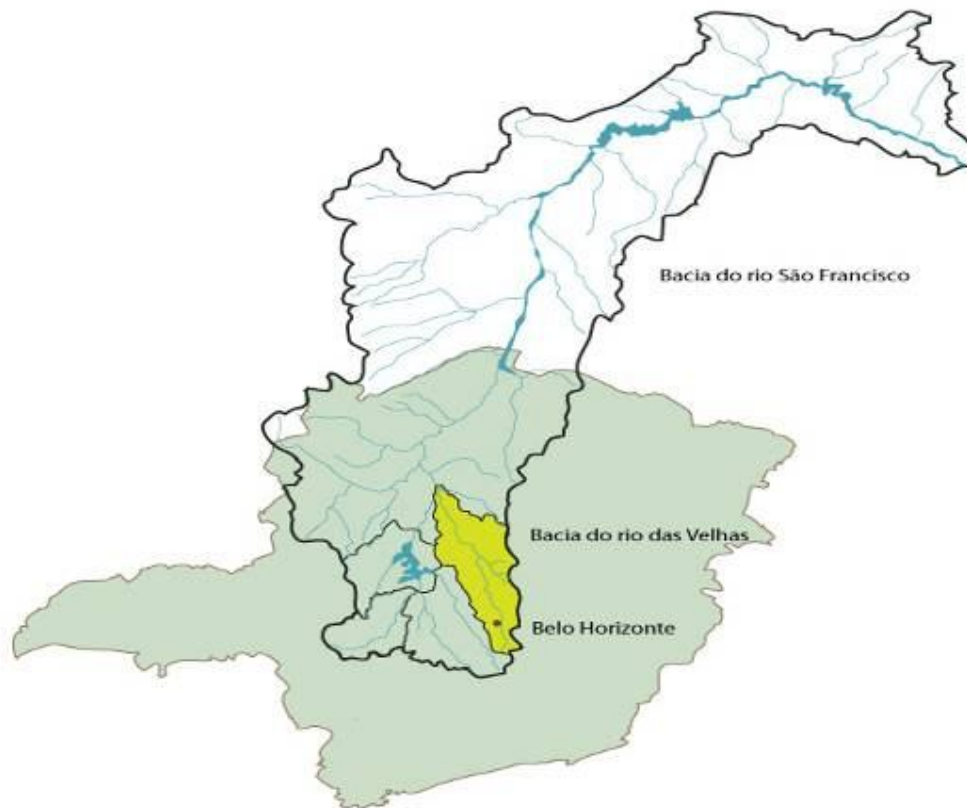 Bacia do rio São Francisco
Bacia do rio das Velhas
Belo Horizonte